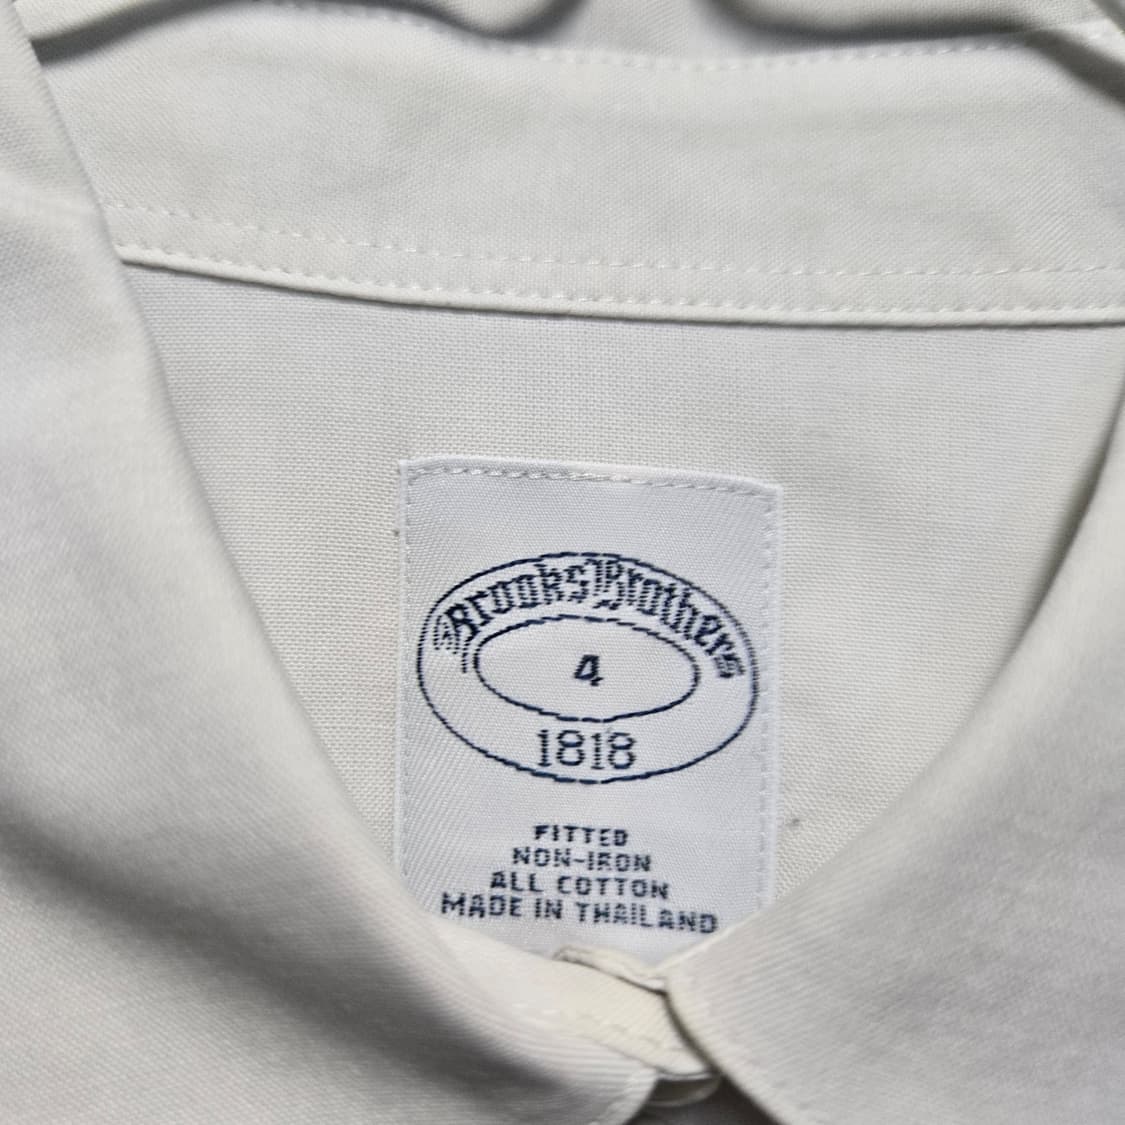 Brooks Brothers
4
1818
FITTED
NON-IRON
ALL COTTON
MADE IN THAILAND